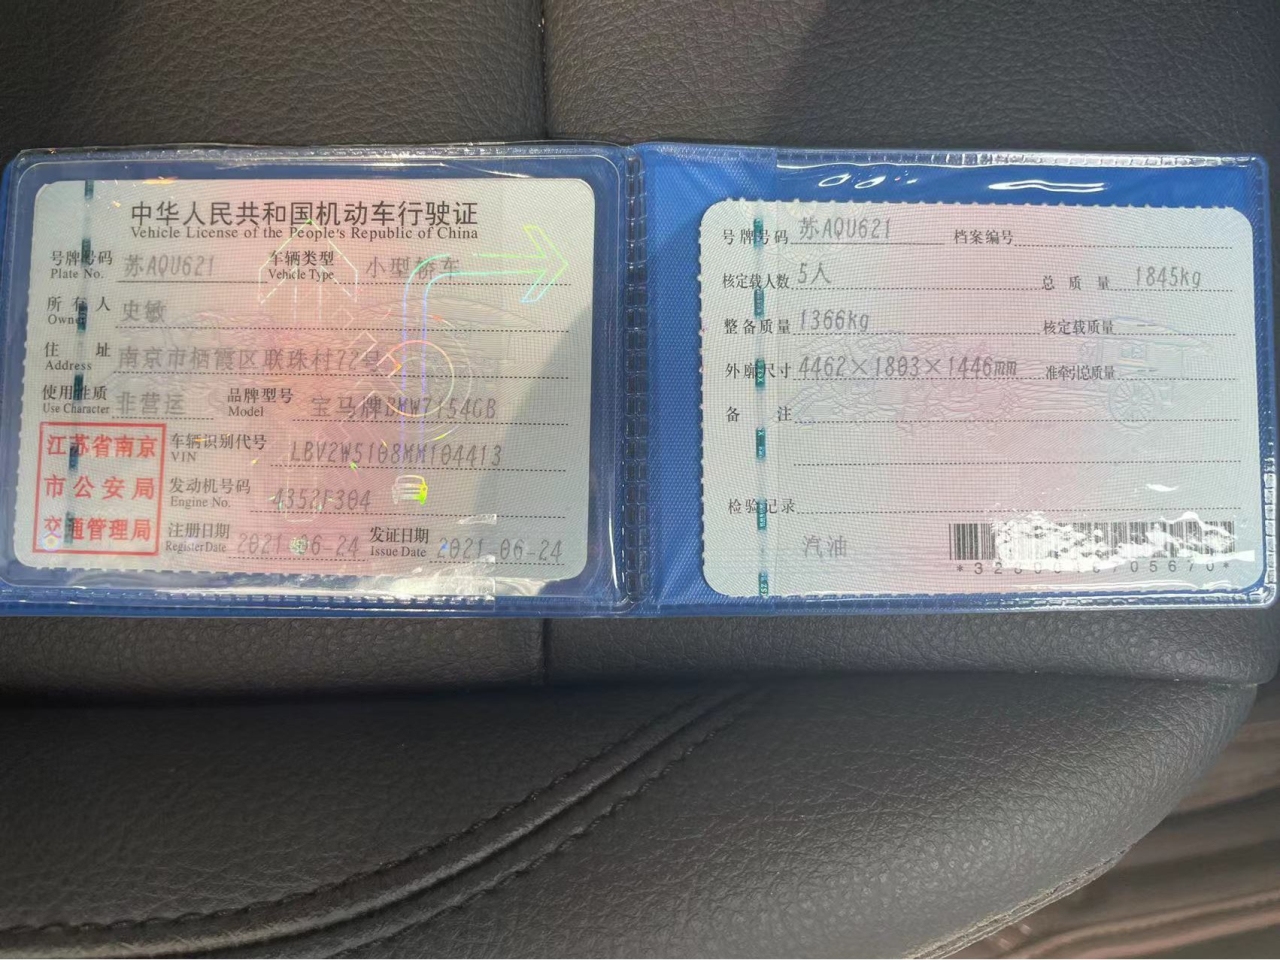 中华人民共和国机动车行驶证
Vehicle License of the People's Republic of China
号牌号码 Plate No. 苏AQU621 车辆类型 Vehicle Type 小型轿车
所有人 Owner 史敏
住址 Address 南京市栖霞区联珠村72号
使用性质 Use Character 非营运 品牌型号 Model 宝马牌BMW7154GB
江苏省南京
市公安局
交通管理局
车辆识别代号 VIN LBV2W5108MM104413
发动机号码 Engine No. 4352F304
注册日期 Register Date 2021-06-24 发证日期 Issue Date 2021-06-24
号牌号码 苏AQU621 档案编号
核定载人数 5人 总质量 1845kg
整备质量 1366kg 核定载质量 --
外廓尺寸 4462×1803×1446mm 准牵引总质量
备注
检验记录
汽油